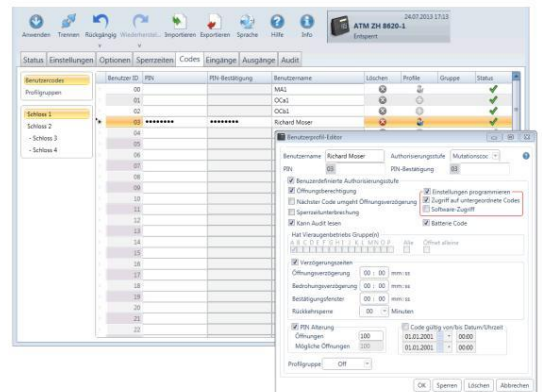 24.07.2013 17:13
ATM ZH 8620-1
Entsperrt
Anwenden Trennen Rückgängig Wiederherstel... Importieren Exportieren Sprache Hilfe Info
Status Einstellungen Optionen Sperrzeiten Codes Eingänge Ausgänge Audit
Benutzercodes
Profilgruppen
Schloss 1
Schloss 2
- Schloss 3
- Schloss 4
Benutzer ID PIN PIN-Bestätigung Benutzername Löschen Profile Gruppe Status
00 MA1
01 OCa1
02 OCb1
03 •••••••• •••••••• Richard Moser
04
05
06
07
08
09
10
11
12
13
14
15
16
17
18
19
20
21
22
Benutzerprofil-Editor
Benutzername Richard Moser Authorisierungsstufe Mutationscoc
PIN 03 PIN-Bestätigung 03
Benutzerdefinierte Authorisierungsstufe
Öffnungsberechtigung Einstellungen programmieren
Nächster Code umgeht Öffnungsverzögerung Zugriff auf untergeordnete Codes
Sperrzeitunterbrechung Software-Zugriff
Kann Audit lesen Batterie Code
Hat Vieraugenbetriebs Gruppe(n)
A B C D E F G H I J K L M N O P Alle Öffnet alleine
Verzögerungszeiten
Öffnungsverzögerung 00 : 00 mm: ss
Bedrohungsverzögerung 00 : 00 mm: ss
Bestätigungsfenster 00 : 00 mm: ss
Rückkehrsperre 00 Minuten
PIN Alterung Code gültig von/bis Datum/Uhrzeit
Öffnungen 100 01.01.2001 00:00
Mögliche Öffnungen 100 01.01.2001 00:00
Profilgruppe Off
OK Sperren Löschen Abbrechen